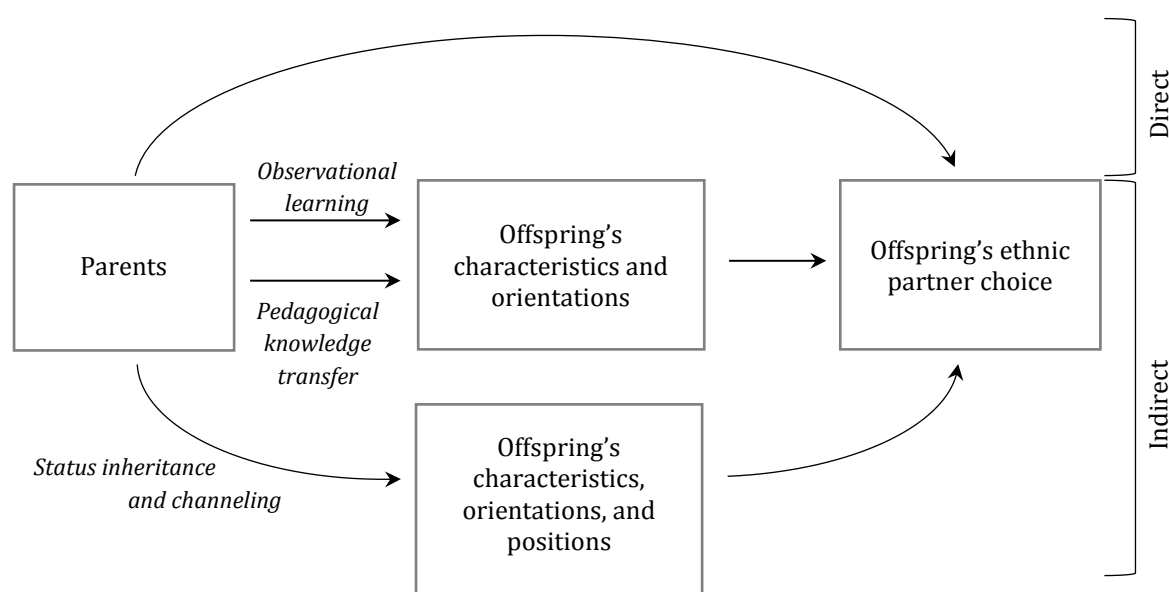 Direct
Observational
learning
Parents
Offspring’s
characteristics and
orientations
Offspring’s ethnic
partner choice
Pedagogical
knowledge
transfer
Indirect
Status inheritance
and channeling
Offspring’s
characteristics,
orientations, and
positions